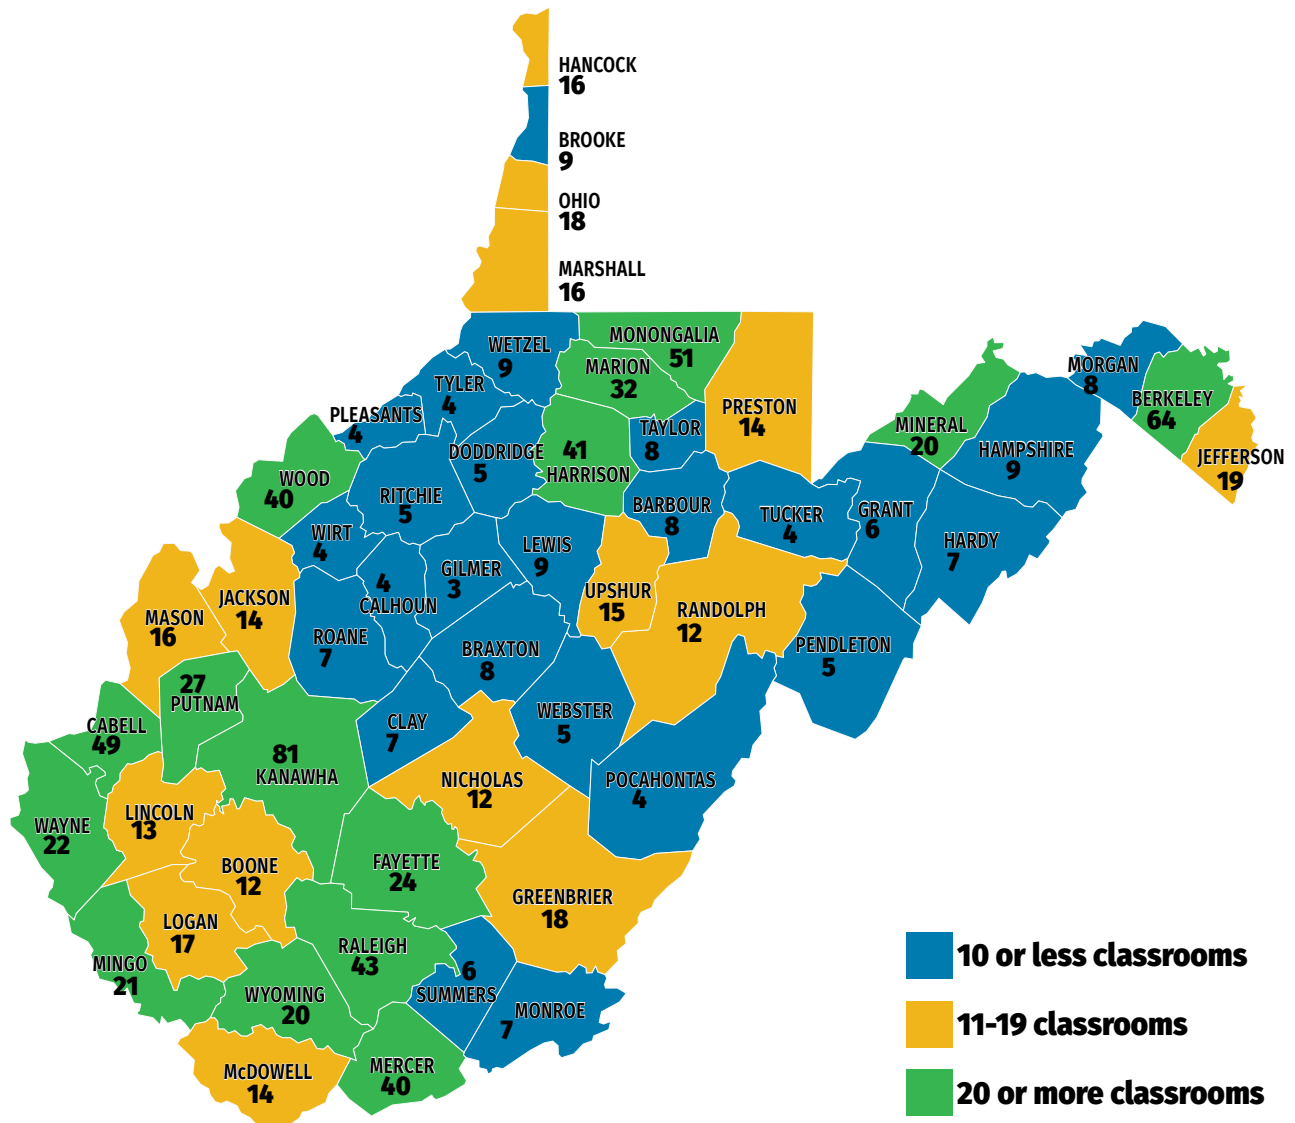 HANCOCK
16
BROOKE
9
OHIO
18
MARSHALL
16
WETZEL
9
MONONGALIA
51
MARION
32
TYLER
4
PLEASANTS
4
PRESTON
14
TAYLOR
8
DODDRIDGE
5
41
HARRISON
MORGAN
8
BERKELEY
64
JEFFERSON
19
MINERAL
20
HAMPSHIRE
9
WOOD
40
RITCHIE
5
BARBOUR
8
TUCKER
4
GRANT
6
HARDY
7
WIRT
4
LEWIS
9
GILMER
3
4
CALHOUN
UPSHUR
15
RANDOLPH
12
JACKSON
14
MASON
16
ROANE
7
BRAXTON
8
PENDLETON
5
27
PUTNAM
CABELL
49
CLAY
7
WEBSTER
5
81
KANAWHA
NICHOLAS
12
POCAHONTAS
4
LINCOLN
13
WAYNE
22
BOONE
12
FAYETTE
24
GREENBRIER
18
LOGAN
17
RALEIGH
43
MINGO
21
WYOMING
20
6
SUMMERS
MONROE
7
McDOWELL
14
MERCER
40
10 or less classrooms
11-19 classrooms
20 or more classrooms